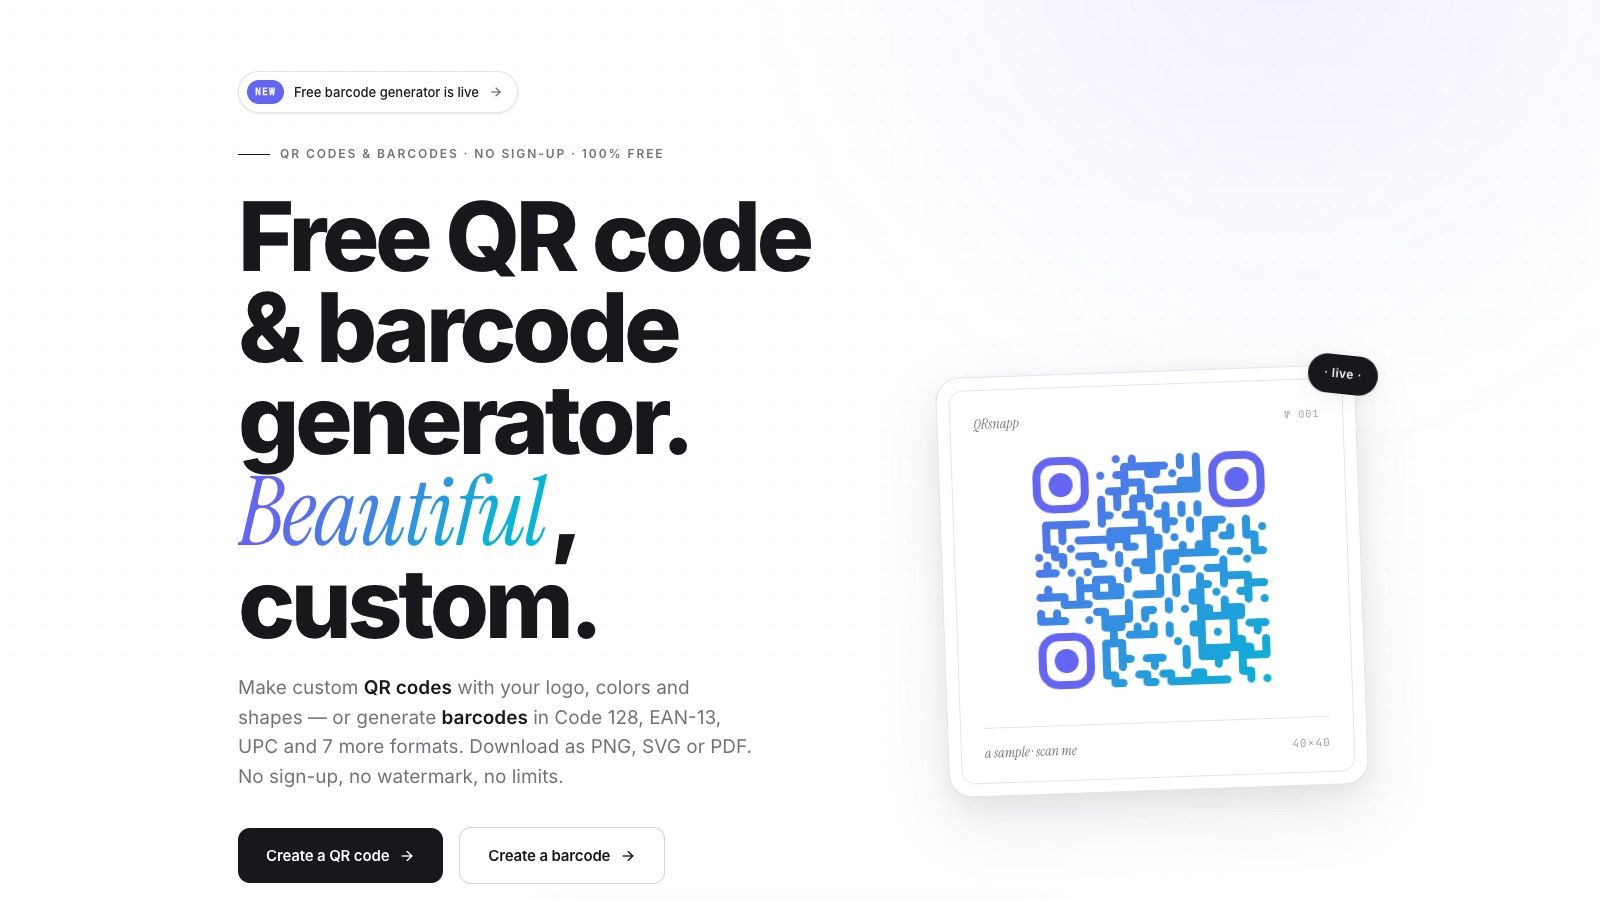 NEW Free barcode generator is live →
QR CODES & BARCODES · NO SIGN-UP · 100% FREE
Free QR code
& barcode
generator.
Beautiful,
custom.
Make custom QR codes with your logo, colors and
shapes — or generate barcodes in Code 128, EAN-13,
UPC and 7 more formats. Download as PNG, SVG or PDF.
No sign-up, no watermark, no limits.
Create a QR code →
Create a barcode →
· live ·
QRsnapp
№ 001
a sample · scan me
40×40